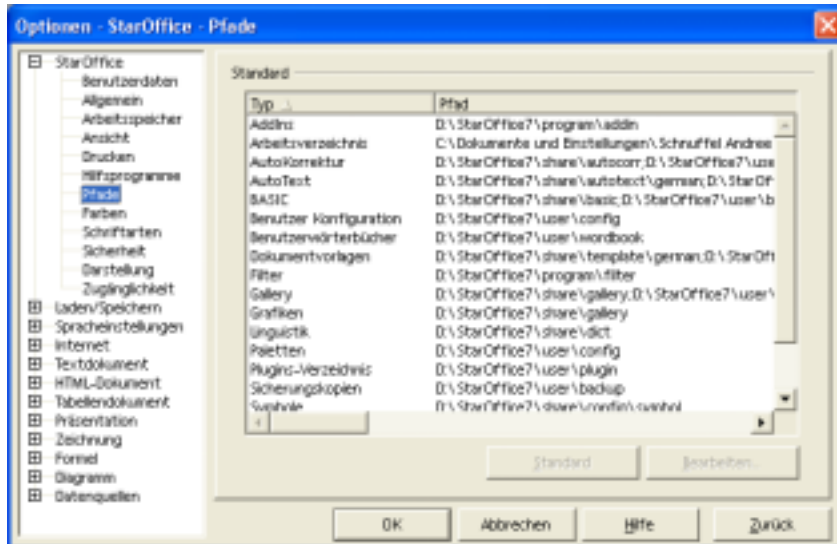 Optionen - StarOffice - Pfade
StarOffice
Benutzerdaten
Allgemein
Arbeitsspeicher
Ansicht
Drucken
Hilfsprogramme
Pfade
Farben
Schriftarten
Sicherheit
Darstellung
Zugänglichkeit
Laden/Speichern
Spracheinstellungen
Internet
Textdokument
HTML-Dokument
Tabellendokument
Präsentation
Zeichnung
Formel
Diagramm
Datenquellen
Standard
Typ Pfad
AddIns D:\StarOffice7\program\addin
Arbeitsverzeichnis C:\Dokumente und Einstellungen\Schnuffel Andree
AutoKorrektur D:\StarOffice7\share\autocorr;D:\StarOffice7\use
AutoText D:\StarOffice7\share\autotext\german;D:\StarOf
BASIC D:\StarOffice7\share\basic;D:\StarOffice7\user\b
Benutzer Konfiguration D:\StarOffice7\user\config
Benutzerwörterbücher D:\StarOffice7\user\wordbook
Dokumentvorlagen D:\StarOffice7\share\template\german;D:\StarOft
Filter D:\StarOffice7\program\filter
Gallery D:\StarOffice7\share\gallery;D:\StarOffice7\user\
Grafiken D:\StarOffice7\share\gallery
Linguistik D:\StarOffice7\share\dict
Paletten D:\StarOffice7\user\config
Plugins-Verzeichnis D:\StarOffice7\user\plugin
Sicherungskopien D:\StarOffice7\user\backup
Symbole D:\StarOffice7\share\config\symbol
Standard Bearbeiten...
OK Abbrechen Hilfe Zurück